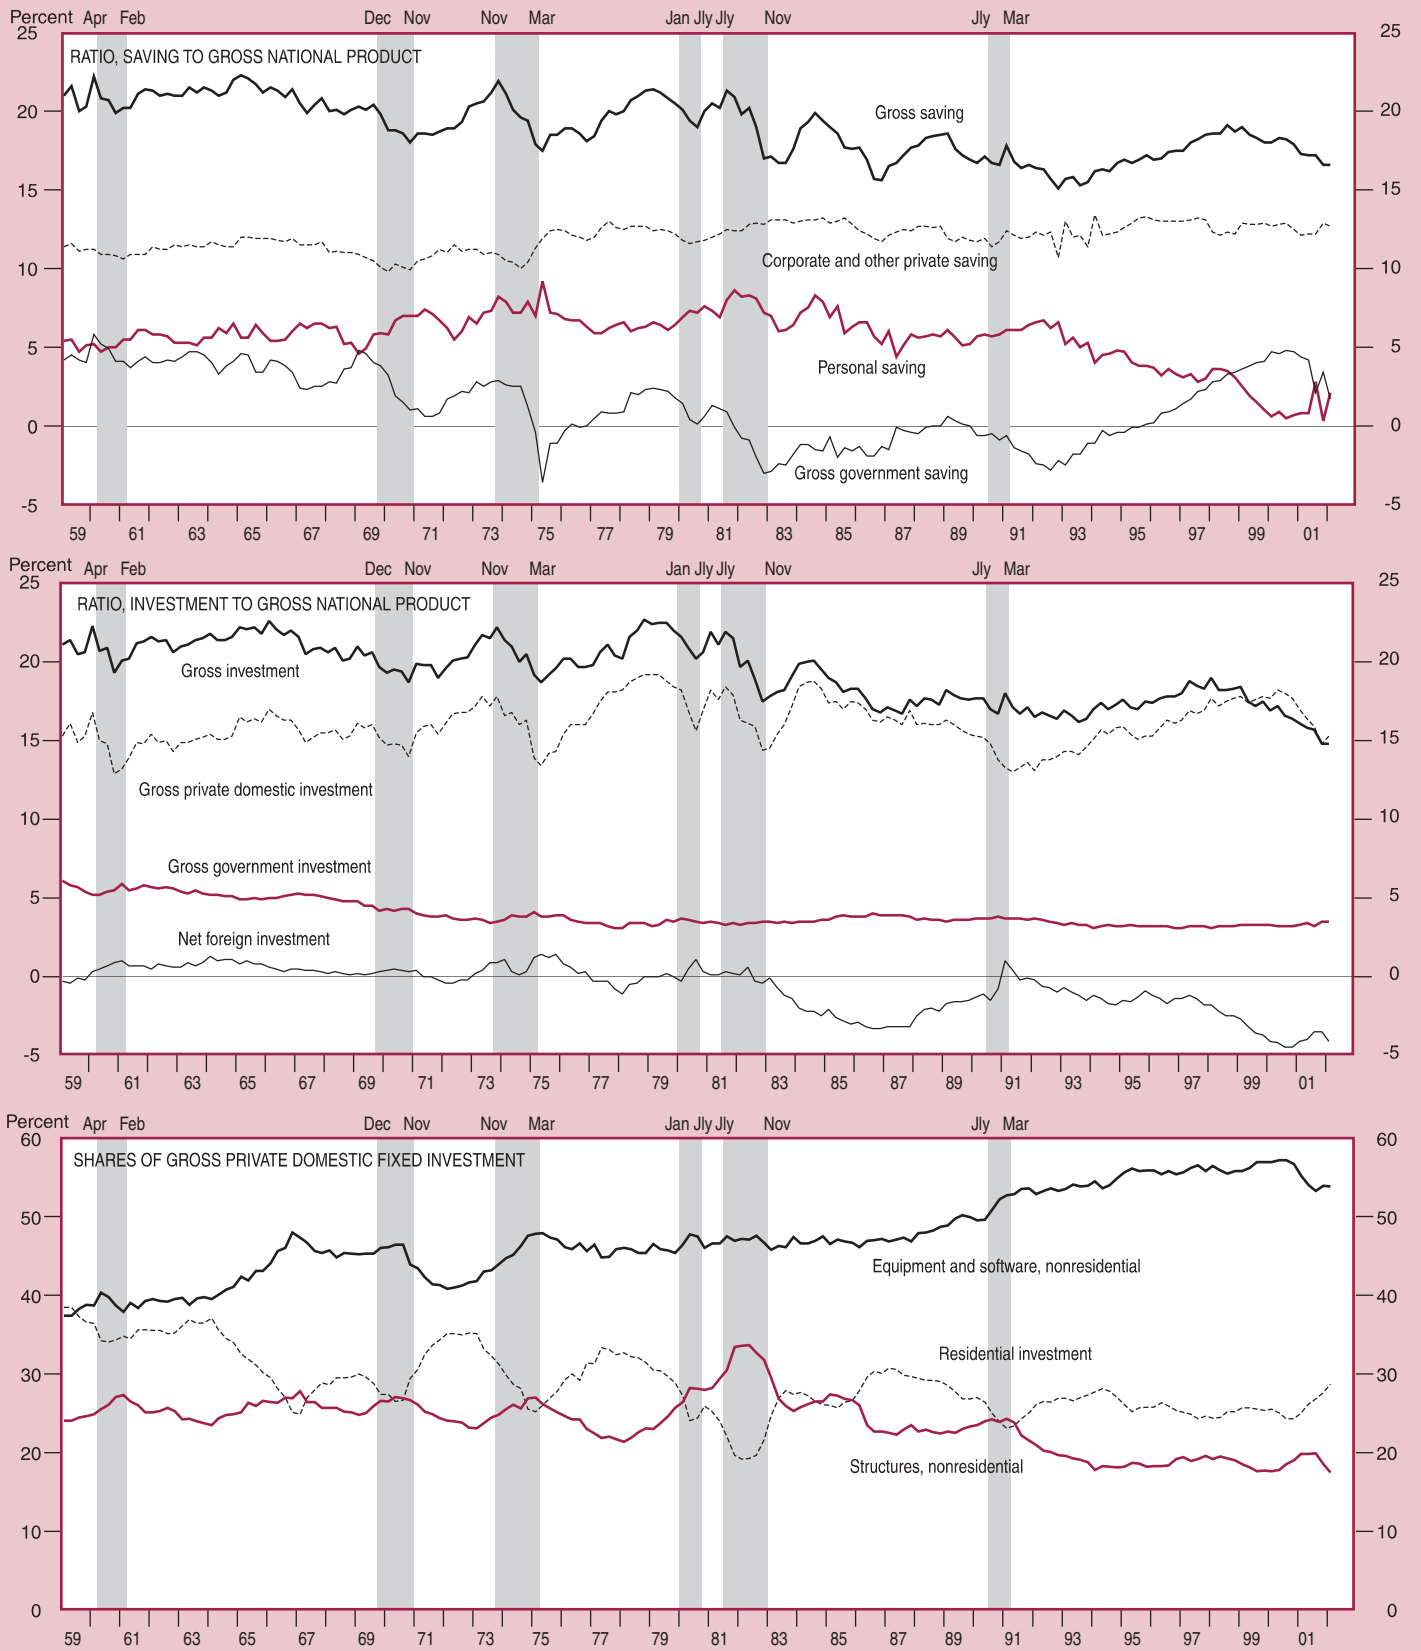 Percent Apr Feb Dec Nov Nov Mar Jan Jly Jly Nov Jly Mar
25 25
RATIO, SAVING TO GROSS NATIONAL PRODUCT
20 Gross saving 20
15 15
10 Corporate and other private saving 10
5 5
Personal saving
0 0
Gross government saving
-5 -5
59 61 63 65 67 69 71 73 75 77 79 81 83 85 87 89 91 93 95 97 99 01
Percent Apr Feb Dec Nov Nov Mar Jan Jly Jly Nov Jly Mar
25 25
RATIO, INVESTMENT TO GROSS NATIONAL PRODUCT
20 20
Gross investment
15 15
Gross private domestic investment
10 10
Gross government investment
5 5
Net foreign investment
0 0
-5 -5
59 61 63 65 67 69 71 73 75 77 79 81 83 85 87 89 91 93 95 97 99 01
Percent Apr Feb Dec Nov Nov Mar Jan Jly Jly Nov Jly Mar
60 60
SHARES OF GROSS PRIVATE DOMESTIC FIXED INVESTMENT
50 50
Equipment and software, nonresidential
40 40
Residential investment
30 30
20 20
Structures, nonresidential
10 10
0 0
59 61 63 65 67 69 71 73 75 77 79 81 83 85 87 89 91 93 95 97 99 01